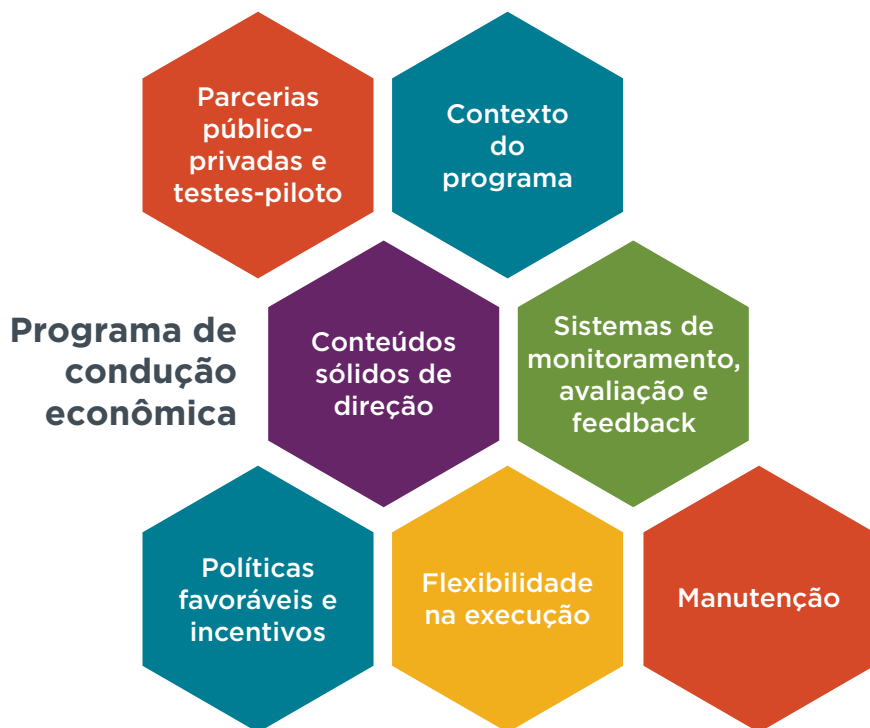 Parcerias
público-
privadas e
testes-piloto
Contexto
do
programa
Programa de
condução
econômica
Conteúdos
sólidos de
direção
Sistemas de
monitoramento,
avaliação e
feedback
Políticas
favoráveis e
incentivos
Flexibilidade
na execução
Manutenção